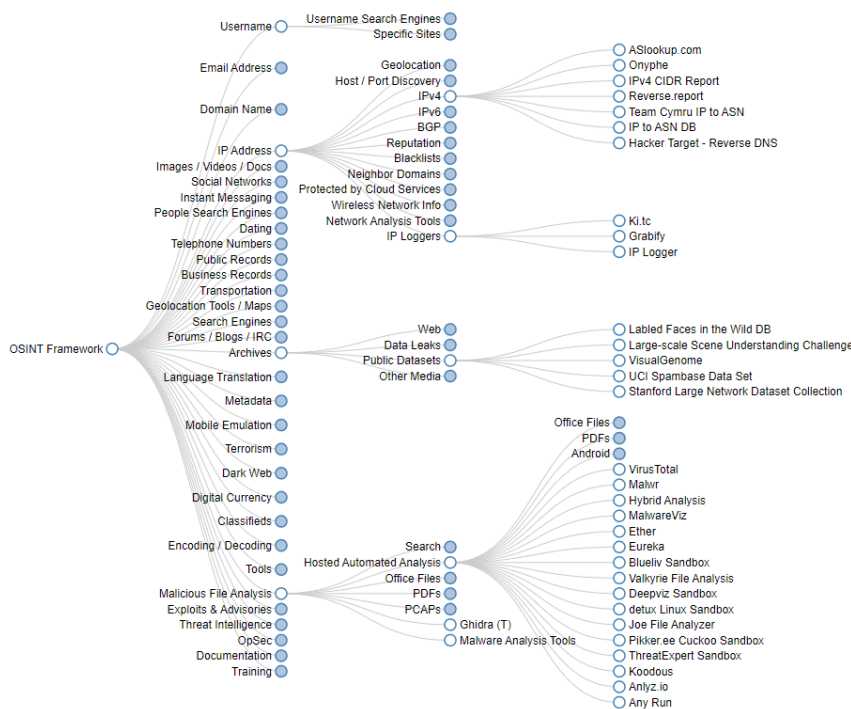 OSINT Framework
Username
Email Address
Domain Name
IP Address
Images / Videos / Docs
Social Networks
Instant Messaging
People Search Engines
Dating
Telephone Numbers
Public Records
Business Records
Transportation
Geolocation Tools / Maps
Search Engines
Forums / Blogs / IRC
Archives
Language Translation
Metadata
Mobile Emulation
Terrorism
Dark Web
Digital Currency
Classifieds
Encoding / Decoding
Tools
Malicious File Analysis
Exploits & Advisories
Threat Intelligence
OpSec
Documentation
Training
Username Search Engines
Specific Sites
Geolocation
Host / Port Discovery
IPv4
IPv6
BGP
Reputation
Blacklists
Neighbor Domains
Protected by Cloud Services
Wireless Network Info
Network Analysis Tools
IP Loggers
ASlookup.com
Onyphe
IPv4 CIDR Report
Reverse.report
Team Cymru IP to ASN
IP to ASN DB
Hacker Target - Reverse DNS
Ki.tc
Grabify
IP Logger
Web
Data Leaks
Public Datasets
Other Media
Labled Faces in the Wild DB
Large-scale Scene Understanding Challenge
VisualGenome
UCI Spambase Data Set
Stanford Large Network Dataset Collection
Search
Hosted Automated Analysis
Office Files
PDFs
PCAPs
Ghidra (T)
Malware Analysis Tools
Office Files
PDFs
Android
VirusTotal
Malwr
Hybrid Analysis
MalwareViz
Ether
Eureka
Blueliv Sandbox
Valkyrie File Analysis
Deepviz Sandbox
detux Linux Sandbox
Joe File Analyzer
Pikker.ee Cuckoo Sandbox
ThreatExpert Sandbox
Koodous
Anlyz.io
Any Run